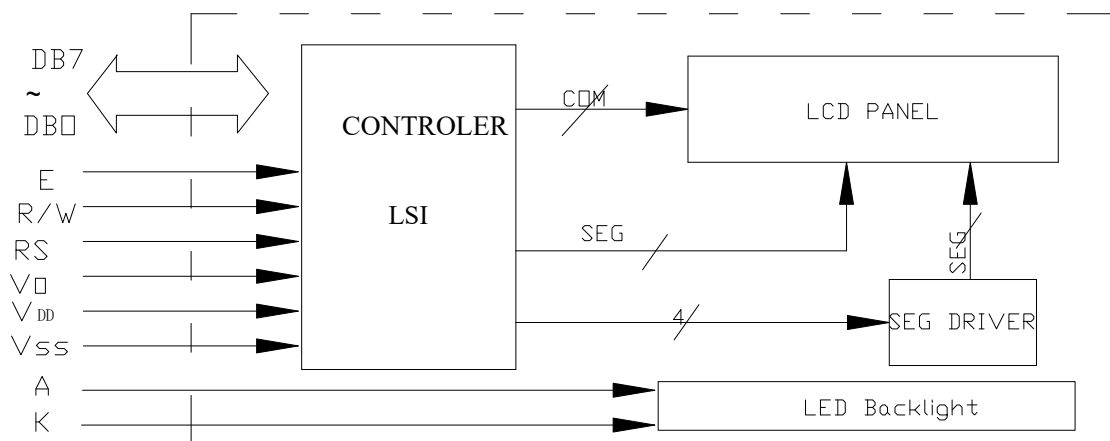 DB7
~
DB0
E
R/W
RS
V0
VDD
Vss
A
K
CONTROLER
LSI
COM
SEG
4
LCD PANEL
SEG
SEG DRIVER
LED Backlight